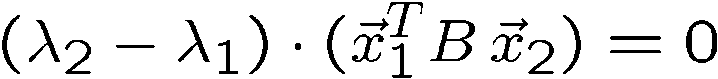 (λ₂ − λ₁) · (x⃗₁ᵀ B x⃗₂) = 0